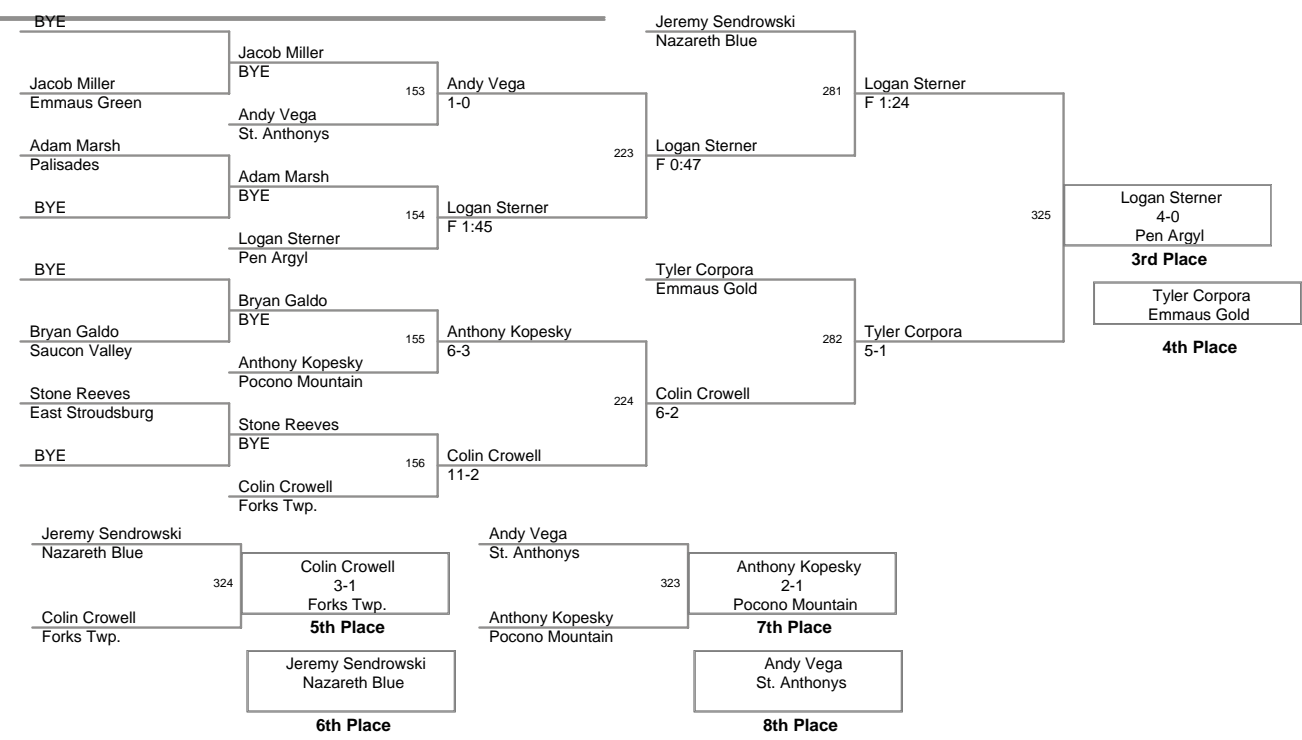 BYE
Jacob Miller
Emmaus Green
Adam Marsh
Palisades
BYE
BYE
Bryan Galdo
Saucon Valley
Stone Reeves
East Stroudsburg
BYE
Jacob Miller
BYE
153
Andy Vega
St. Anthonys
Adam Marsh
BYE
154
Logan Sterner
Pen Argyl
Bryan Galdo
BYE
155
Anthony Kopesky
Pocono Mountain
Stone Reeves
BYE
156
Colin Crowell
Forks Twp.
Andy Vega
1-0
223
Logan Sterner
F 1:45
Anthony Kopesky
6-3
224
Colin Crowell
11-2
Jeremy Sendrowski
Nazareth Blue
281
Logan Sterner
F 0:47
Tyler Corpora
Emmaus Gold
282
Colin Crowell
6-2
Logan Sterner
F 1:24
325
Tyler Corpora
5-1
Logan Sterner
4-0
Pen Argyl
3rd Place
Tyler Corpora
Emmaus Gold
4th Place
Jeremy Sendrowski
Nazareth Blue
324
Colin Crowell
Forks Twp.
Colin Crowell
3-1
Forks Twp.
5th Place
Jeremy Sendrowski
Nazareth Blue
6th Place
Andy Vega
St. Anthonys
323
Anthony Kopesky
Pocono Mountain
Anthony Kopesky
2-1
Pocono Mountain
7th Place
Andy Vega
St. Anthonys
8th Place